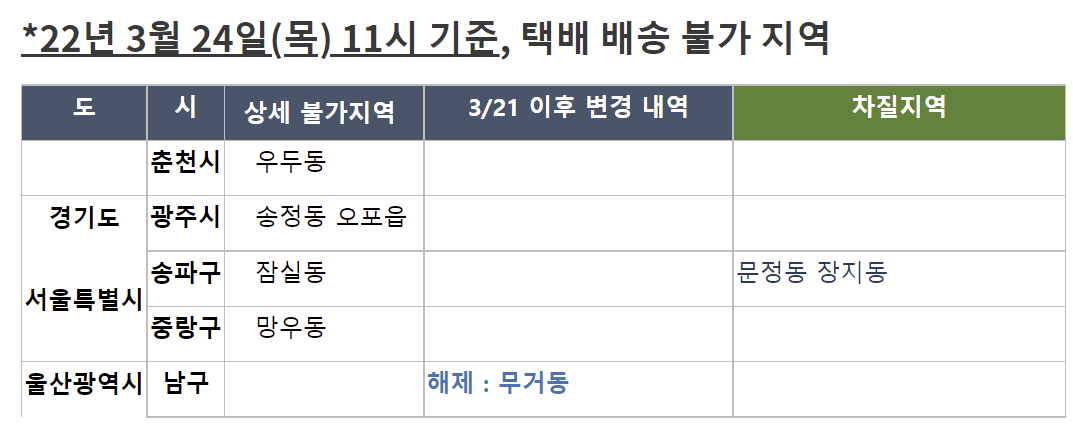 *22년 3월 24일(목) 11시 기준, 택배 배송 불가 지역
도 시 상세 불가지역 3/21 이후 변경 내역 차질지역
춘천시 우두동
경기도 광주시 송정동 오포읍
서울특별시 송파구 잠실동 문정동 장지동
중랑구 망우동
울산광역시 남구 해제 : 무거동